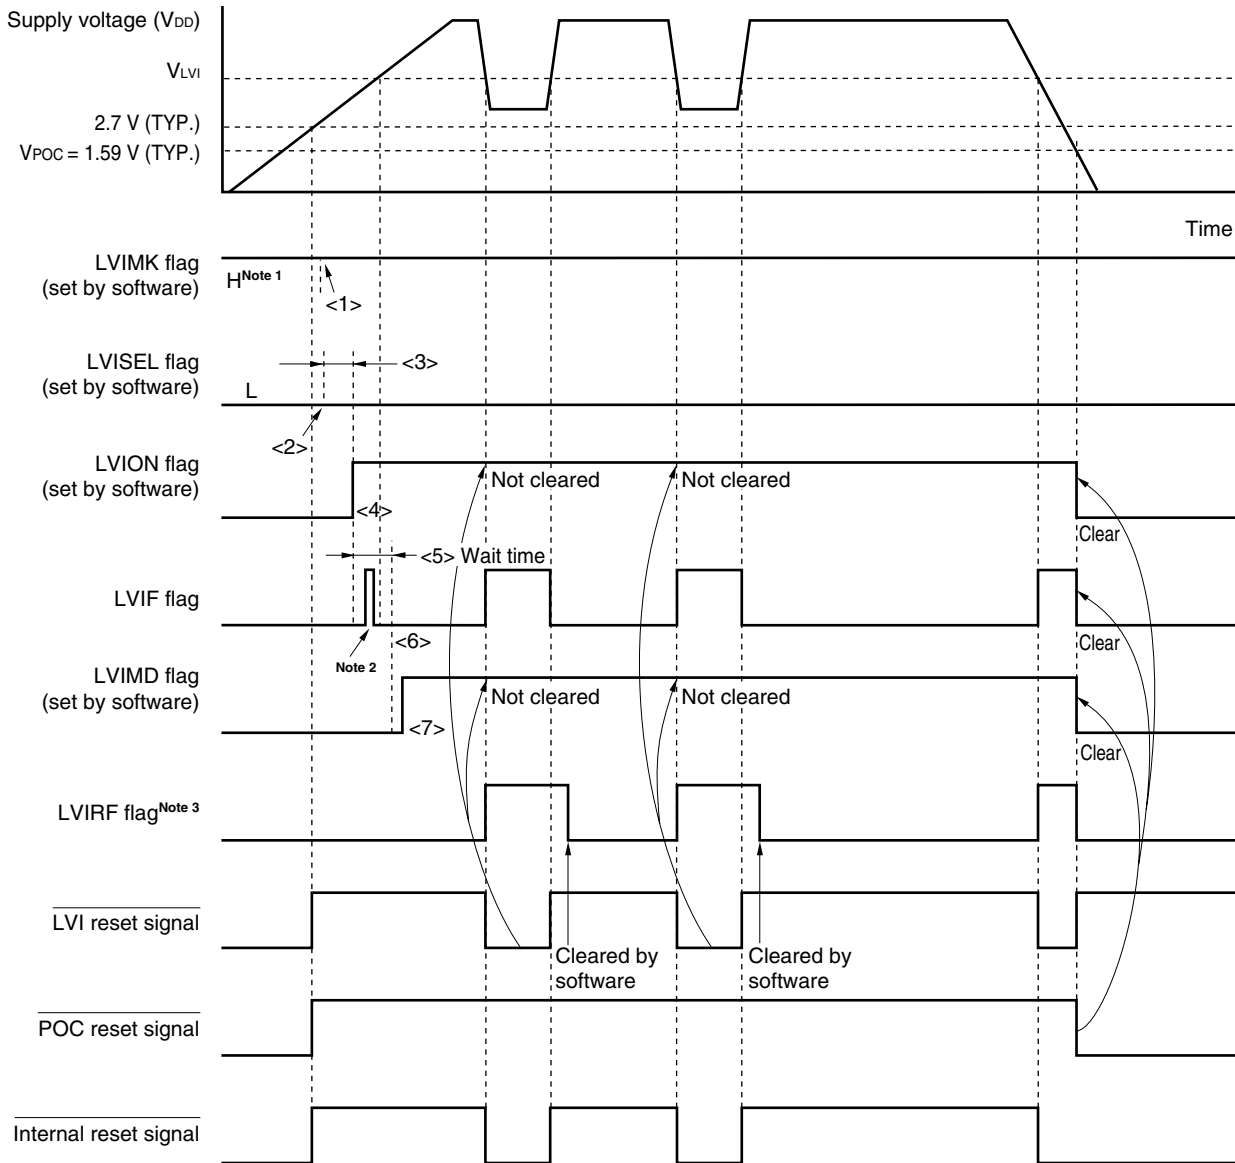 Supply voltage (VDD)
VLVI
2.7 V (TYP.)
VPOC = 1.59 V (TYP.)
Time
LVIMK flag
(set by software)
HNote 1
<1>
LVISEL flag
(set by software)
<3>
L
<2>
LVION flag
(set by software)
Not cleared
Not cleared
<4>
Clear
<5> Wait time
LVIF flag
<6>
Note 2
Clear
LVIMD flag
(set by software)
Not cleared
Not cleared
<7>
Clear
LVIRF flagNote 3
LVI reset signal
Cleared by
software
Cleared by
software
POC reset signal
Internal reset signal